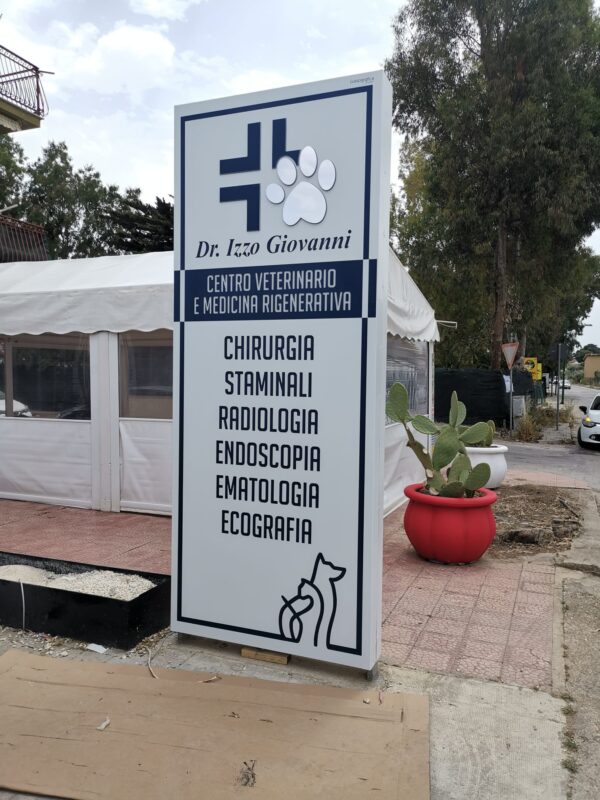 Dr. Izzo Giovanni
CENTRO VETERINARIO
E MEDICINA RIGENERATIVA
CHIRURGIA
STAMINALI
RADIOLOGIA
ENDOSCOPIA
EMATOLOGIA
ECOGRAFIA